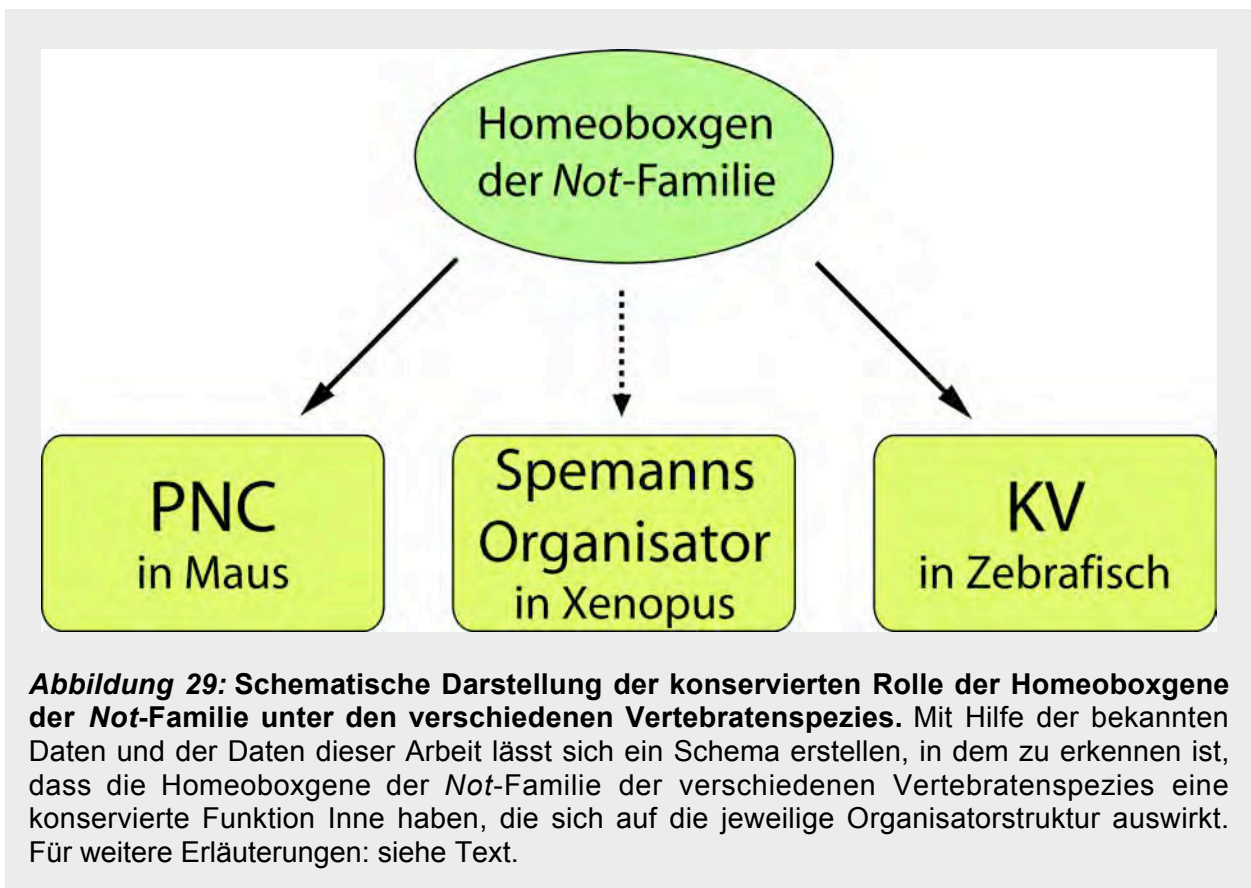 Homeoboxgen
der Not-Familie
PNC
in Maus
Spemanns
Organisator
in Xenopus
KV
in Zebrafisch
Abbildung 29: Schematische Darstellung der konservierten Rolle der Homeoboxgene
der Not-Familie unter den verschiedenen Vertebratenspezies. Mit Hilfe der bekannten
Daten und der Daten dieser Arbeit lässt sich ein Schema erstellen, in dem zu erkennen ist,
dass die Homeoboxgene der Not-Familie der verschiedenen Vertebratenspezies eine
konservierte Funktion Inne haben, die sich auf die jeweilige Organisatorstruktur auswirkt.
Für weitere Erläuterungen: siehe Text.